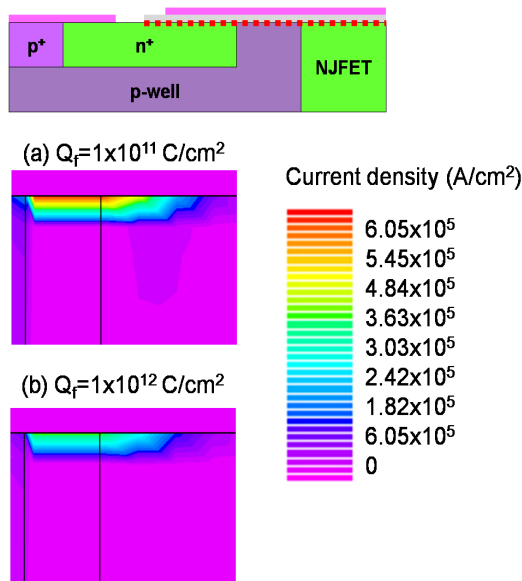 p⁺ n⁺
NJFET
p-well
(a) Q_f=1x10¹¹ C/cm²
Current density (A/cm²)
6.05x10⁵
5.45x10⁵
4.84x10⁵
3.63x10⁵
3.03x10⁵
2.42x10⁵
1.82x10⁵
6.05x10⁵
0
(b) Q_f=1x10¹² C/cm²